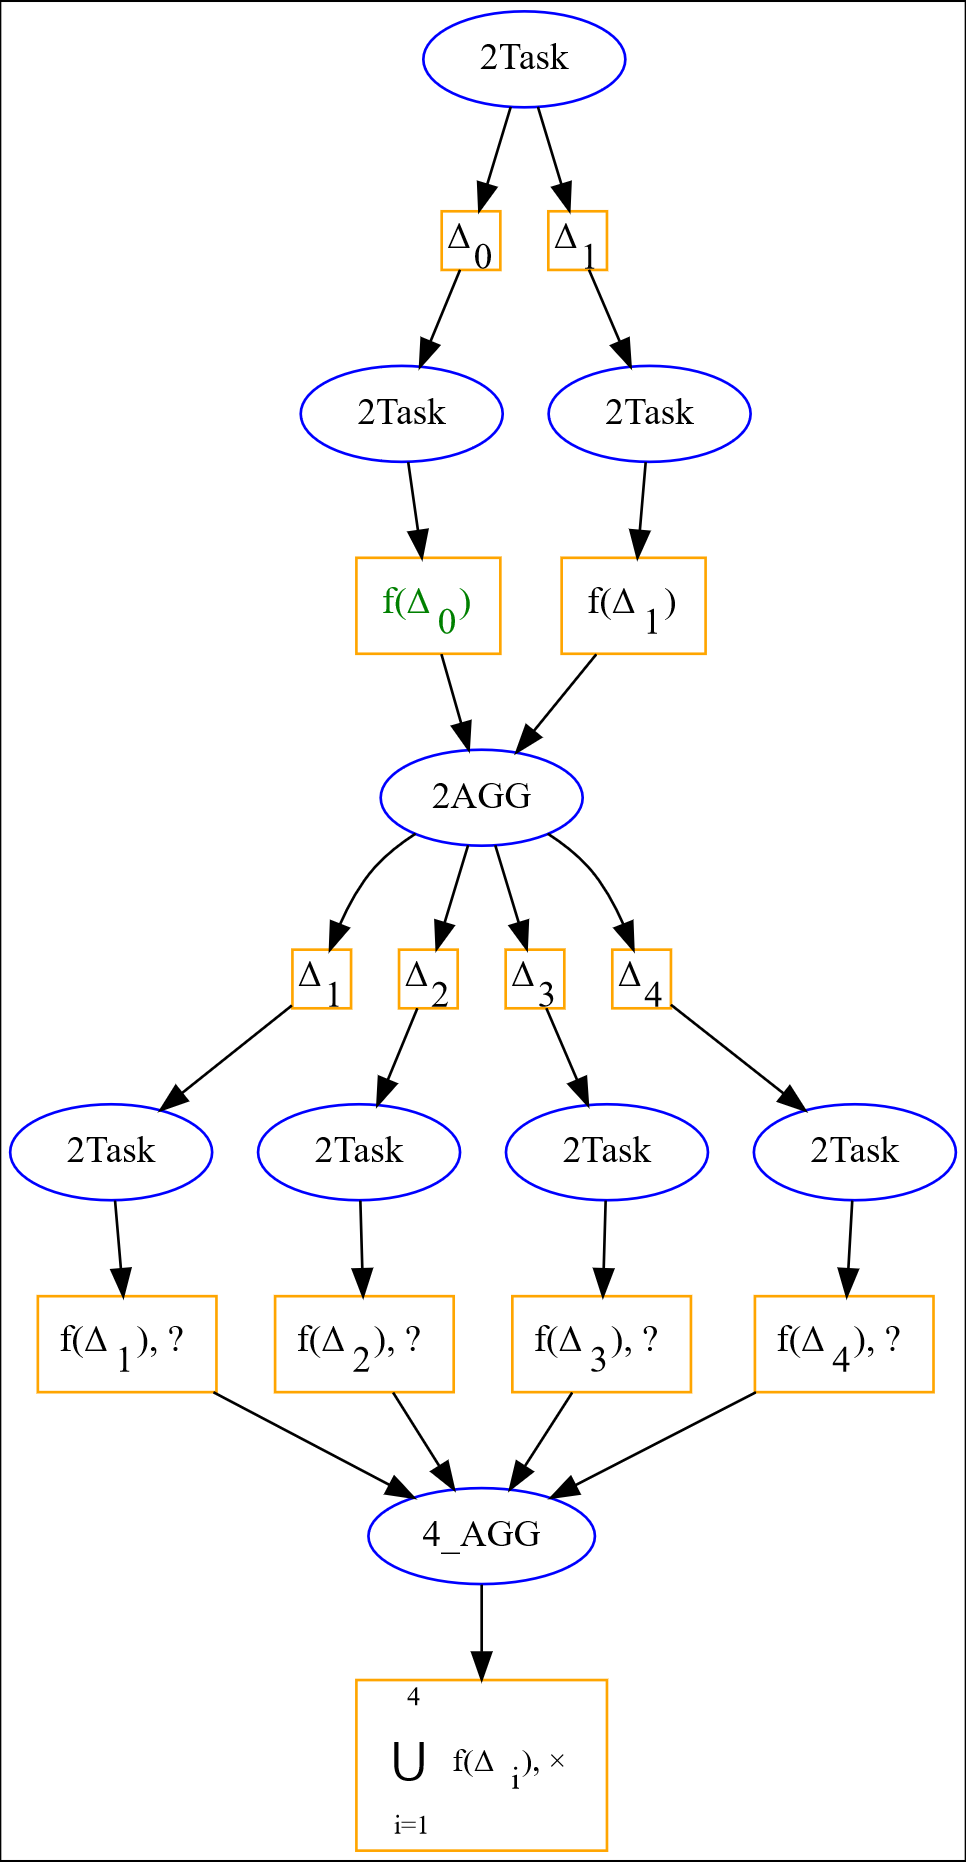 2Task
Δ0
Δ1
2Task
2Task
f(Δ0)
f(Δ1)
2AGG
Δ1
Δ2
Δ3
Δ4
2Task
2Task
2Task
2Task
f(Δ1), ?
f(Δ2), ?
f(Δ3), ?
f(Δ4), ?
4_AGG
4
⋃ f(Δi), ×
i=1